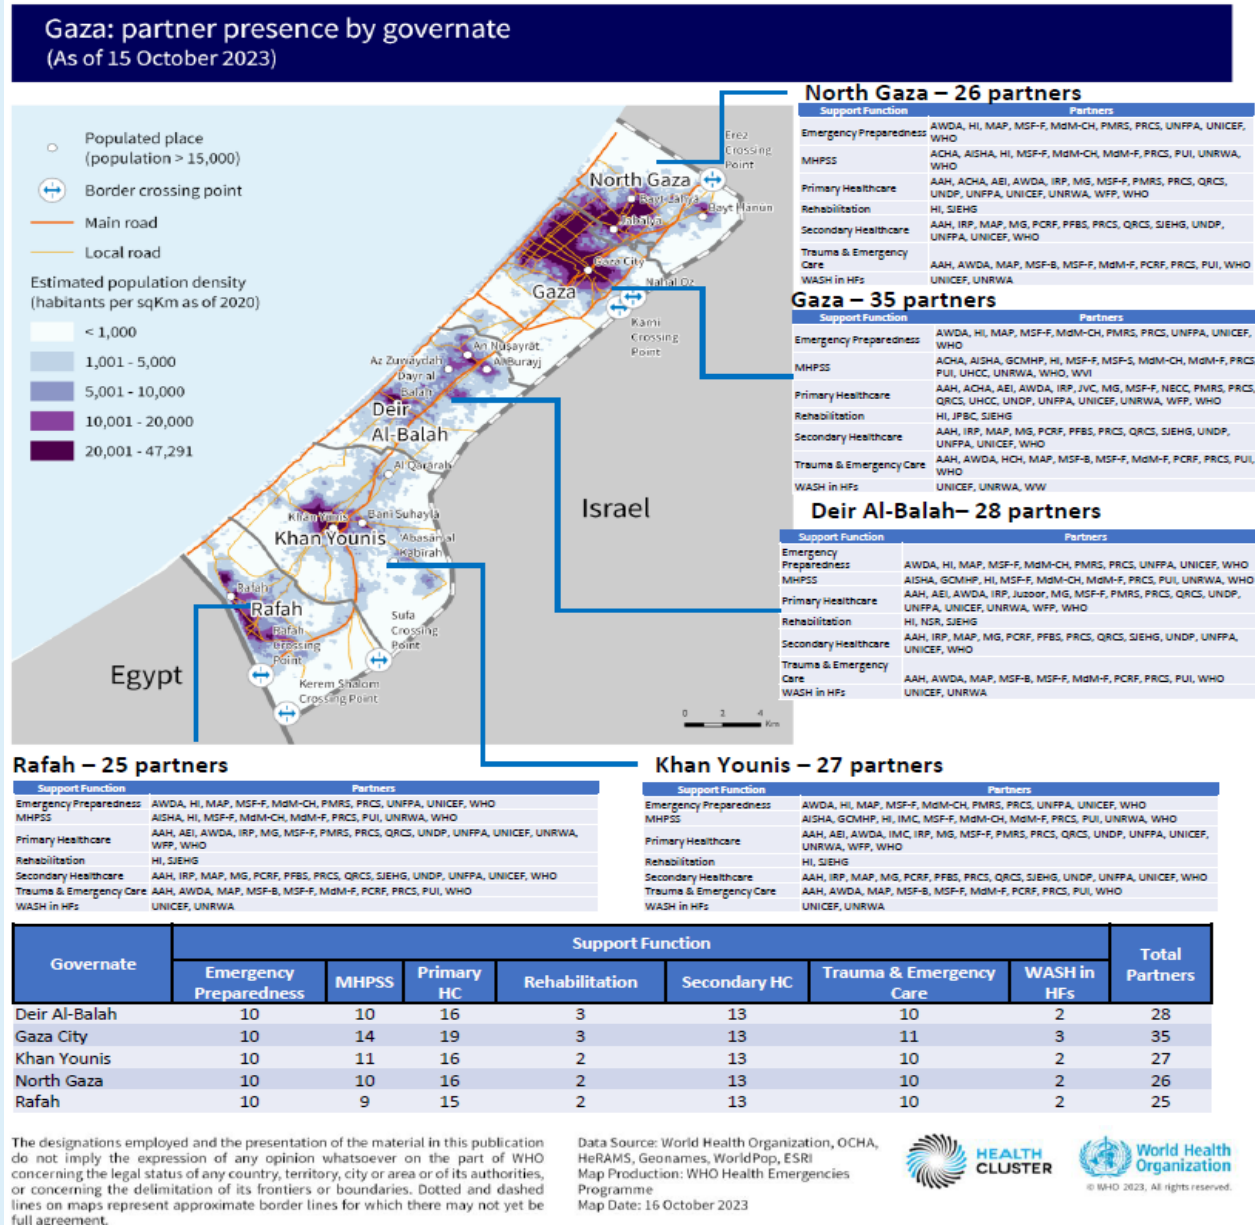 Gaza: partner presence by governate
(As of 15 October 2023)
Populated place
(population > 15,000)
Border crossing point
Main road
Local road
Estimated population density
(habitants per sqKm as of 2020)
< 1,000
1,001 - 5,000
5,001 - 10,000
10,001 - 20,000
20,001 - 47,291
Erez
Crossing
Point
North Gaza
Bayt Lahya
Bayt Hanun
Jabalya
Gaza City
Gaza
Nahal Oz
Karni
Crossing
Point
An Nuşayrāt
Az Zuwāydah
Al Burayj
Dayr al
Balah
Deir
Al-Balah
Al Qararah
Israel
Khan Yunis
Bani Suhayla
Khan Younis
'Abasan al
Kabirah
Rafah
Rafah
Rafah
Crossing
Point
Sufa
Crossing
Point
Egypt
Kerem Shalom
Crossing Point
0 2 4
Km
North Gaza – 26 partners
Support Function Partners
Emergency Preparedness AWDA, HI, MAP, MSF-F, MdM-CH, PMRS, PRCS, UNFPA, UNICEF,
WHO
MHPSS ACHA, AISHA, HI, MSF-F, MdM-CH, MdM-F, PRCS, PUI, UNRWA,
WHO
Primary Healthcare AAH, ACHA, AEI, AWDA, IRP, MG, MSF-F, PMRS, PRCS, QRCS,
UNDP, UNFPA, UNICEF, UNRWA, WFP, WHO
Rehabilitation HI, SJEHG
Secondary Healthcare AAH, IRP, MAP, MG, PCRF, PFBS, PRCS, QRCS, SJEHG, UNDP,
UNFPA, UNICEF, WHO
Trauma & Emergency
Care AAH, AWDA, MAP, MSF-B, MSF-F, MdM-F, PCRF, PRCS, PUI, WHO
WASH in HFs UNICEF, UNRWA
Gaza – 35 partners
Support Function Partners
Emergency Preparedness AWDA, HI, MAP, MSF-F, MdM-CH, PMRS, PRCS, UNFPA, UNICEF,
WHO
MHPSS ACHA, AISHA, GCMHP, HI, MSF-F, MSF-S, MdM-CH, MdM-F, PRCS
PUI, UHCC, UNRWA, WHO, WVI
Primary Healthcare AAH, ACHA, AEI, AWDA, IRP, JVC, MG, MSF-F, NECC, PMRS, PRCS,
QRCS, UHCC, UNDP, UNFPA, UNICEF, UNRWA, WFP, WHO
Rehabilitation HI, JPBC, SJEHG
Secondary Healthcare AAH, IRP, MAP, MG, PCRF, PFBS, PRCS, QRCS, SJEHG, UNDP,
UNFPA, UNICEF, WHO
Trauma & Emergency Care AAH, AWDA, HCH, MAP, MSF-B, MSF-F, MdM-F, PCRF, PRCS, PUI,
WHO
WASH in HFs UNICEF, UNRWA, WW
Deir Al-Balah– 28 partners
Support Function Partners
Emergency
Preparedness AWDA, HI, MAP, MSF-F, MdM-CH, PMRS, PRCS, UNFPA, UNICEF, WHO
MHPSS AISHA, GCMHP, HI, MSF-F, MdM-CH, MdM-F, PRCS, PUI, UNRWA, WHO
Primary Healthcare AAH, AEI, AWDA, IRP, Juzoor, MG, MSF-F, PMRS, PRCS, QRCS, UNDP,
UNFPA, UNICEF, UNRWA, WFP, WHO
Rehabilitation HI, NSR, SJEHG
Secondary Healthcare AAH, IRP, MAP, MG, PCRF, PFBS, PRCS, QRCS, SJEHG, UNDP, UNFPA,
UNICEF, WHO
Trauma & Emergency
Care AAH, AWDA, MAP, MSF-B, MSF-F, MdM-F, PCRF, PRCS, PUI, WHO
WASH in HFs UNICEF, UNRWA
Rafah – 25 partners
Support Function Partners
Emergency Preparedness AWDA, HI, MAP, MSF-F, MdM-CH, PMRS, PRCS, UNFPA, UNICEF, WHO
MHPSS AISHA, HI, MSF-F, MdM-CH, MdM-F, PRCS, PUI, UNRWA, WHO
Primary Healthcare AAH, AEI, AWDA, IRP, MG, MSF-F, PMRS, PRCS, QRCS, UNDP, UNFPA, UNICEF, UNRWA,
WFP, WHO
Rehabilitation HI, SJEHG
Secondary Healthcare AAH, IRP, MAP, MG, PCRF, PFBS, PRCS, QRCS, SJEHG, UNDP, UNFPA, UNICEF, WHO
Trauma & Emergency Care AAH, AWDA, MAP, MSF-B, MSF-F, MdM-F, PCRF, PRCS, PUI, WHO
WASH in HFs UNICEF, UNRWA
Khan Younis – 27 partners
Support Function Partners
Emergency Preparedness AWDA, HI, MAP, MSF-F, MdM-CH, PMRS, PRCS, UNFPA, UNICEF, WHO
MHPSS AISHA, GCMHP, HI, IMC, MSF-F, MdM-CH, MdM-F, PRCS, PUI, UNRWA, WHO
Primary Healthcare AAH, AEI, AWDA, IMC, IRP, MG, MSF-F, PMRS, PRCS, QRCS, UNDP, UNFPA, UNICEF,
UNRWA, WFP, WHO
Rehabilitation HI, SJEHG
Secondary Healthcare AAH, IRP, MAP, MG, PCRF, PFBS, PRCS, QRCS, SJEHG, UNDP, UNFPA, UNICEF, WHO
Trauma & Emergency Care AAH, AWDA, MAP, MSF-B, MSF-F, MdM-F, PCRF, PRCS, PUI, WHO
WASH in HFs UNICEF, UNRWA
Governate Support Function Total Partners
Emergency Preparedness MHPSS Primary HC Rehabilitation Secondary HC Trauma & Emergency Care WASH in HFs
Deir Al-Balah 10 10 16 3 13 10 2 28
Gaza City 10 14 19 3 13 11 3 35
Khan Younis 10 11 16 2 13 10 2 27
North Gaza 10 10 16 2 13 10 2 26
Rafah 10 9 15 2 13 10 2 25
The designations employed and the presentation of the material in this publication
do not imply the expression of any opinion whatsoever on the part of WHO
concerning the legal status of any country, territory, city or area or of its authorities,
or concerning the delimitation of its frontiers or boundaries. Dotted and dashed
lines on maps represent approximate border lines for which there may not yet be
full agreement.
Data Source: World Health Organization, OCHA,
HeRAMS, Geonames, WorldPop, ESRI
Map Production: WHO Health Emergencies
Programme
Map Date: 16 October 2023
HEALTH
CLUSTER
World Health
Organization
© WHO 2023, All rights reserved.